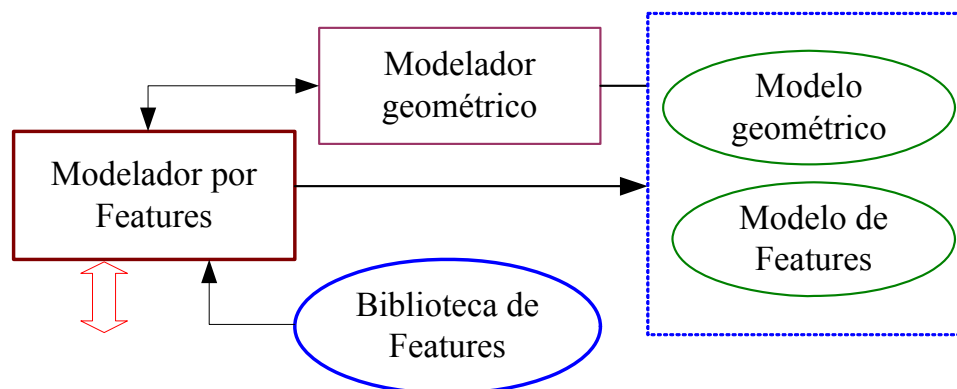 Modelador
geométrico
Modelo
geométrico
Modelador por
Features
Modelo de
Features
Biblioteca de
Features